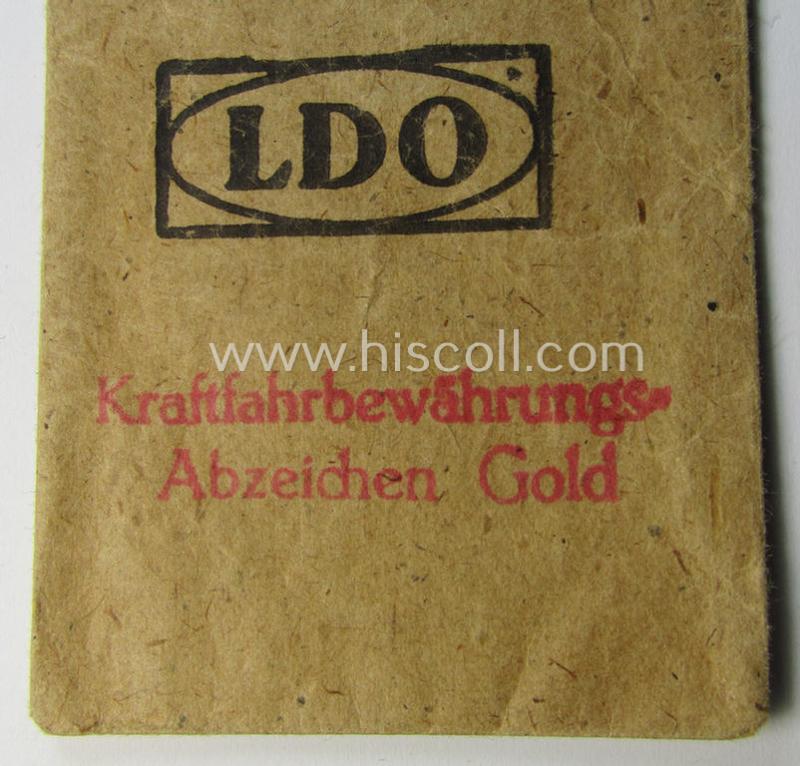 LDO
www.hiscoll.com
Kraftfahrbewährungs-
Abzeichen Gold